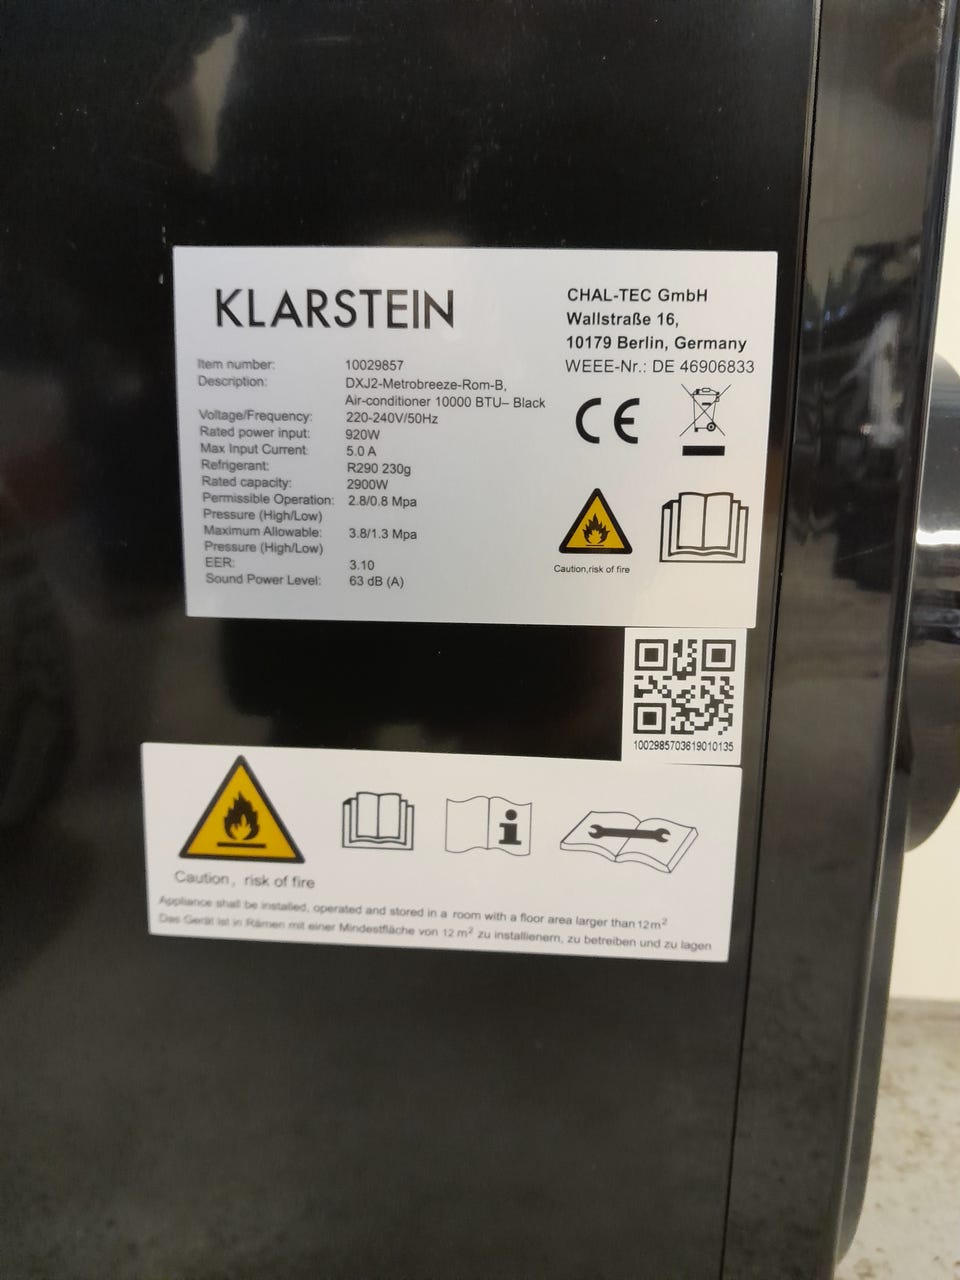 KLARSTEIN
Item number: 10029857
Description: DXJ2-Metrobreeze-Rom-B,
Air-conditioner 10000 BTU– Black
Voltage/Frequency: 220-240V/50Hz
Rated power input: 920W
Max Input Current: 5.0 A
Refrigerant: R290 230g
Rated capacity: 2900W
Permissible Operation: 2.8/0.8 Mpa
Pressure (High/Low)
Maximum Allowable: 3.8/1.3 Mpa
Pressure (High/Low)
EER: 3.10
Sound Power Level: 63 dB (A)
CHAL-TEC GmbH
Wallstraße 16,
10179 Berlin, Germany
WEEE-Nr.: DE 46906833
CE
Caution,risk of fire
1002985703619010135
Caution, risk of fire
Appliance shall be installed, operated and stored in a room with a floor area larger than 12 m²
Das Gerät ist in Rämen mit einer Mindestfläche von 12 m² zu installienern, zu betreiben und zu lagen